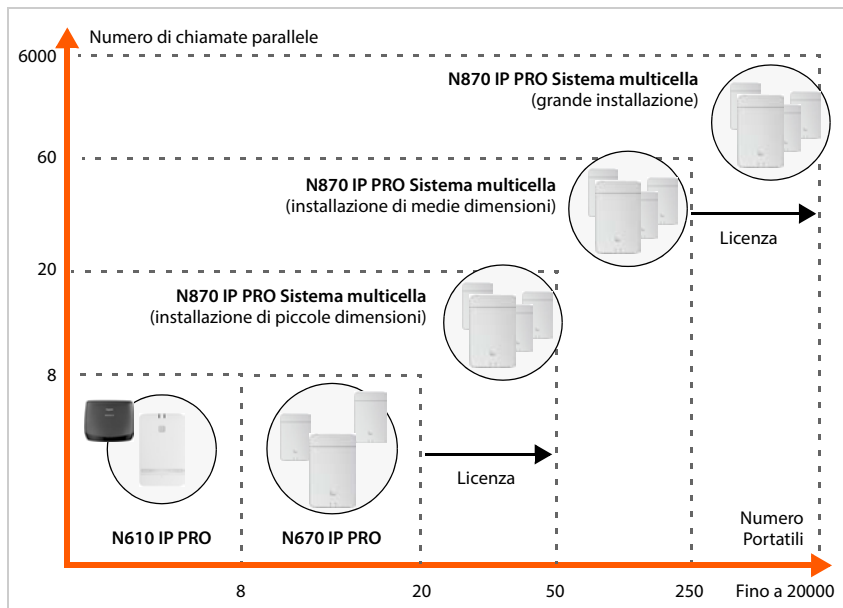 Numero di chiamate parallele
6000
N870 IP PRO Sistema multicella
(grande installazione)
60
N870 IP PRO Sistema multicella
(installazione di medie dimensioni)
Licenza
20
N870 IP PRO Sistema multicella
(installazione di piccole dimensioni)
8
Licenza
N610 IP PRO
N670 IP PRO
Numero
Portatili
8
20
50
250
Fino a 20000